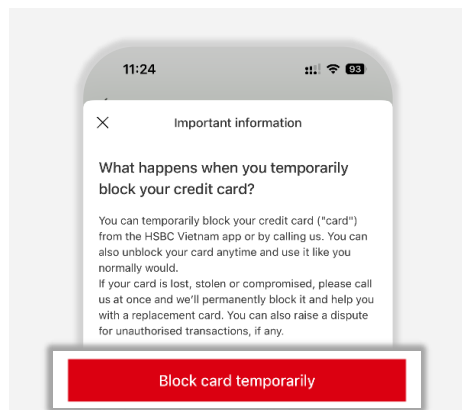 11:24
93
Important information
What happens when you temporarily
block your credit card?
You can temporarily block your credit card ("card")
from the HSBC Vietnam app or by calling us. You can
also unblock your card anytime and use it like you
normally would.
If your card is lost, stolen or compromised, please call
us at once and we'll permanently block it and help you
with a replacement card. You can also raise a dispute
for unauthorised transactions, if any.
Block card temporarily